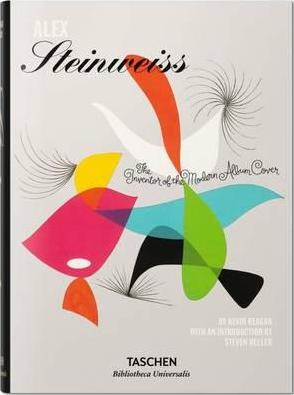 ALEX
Steinweiss
The
Inventor of the Modern Album Cover
BY KEVIN REAGAN
WITH AN INTRODUCTION BY
STEVEN HELLER
TASCHEN
Bibliotheca Universalis